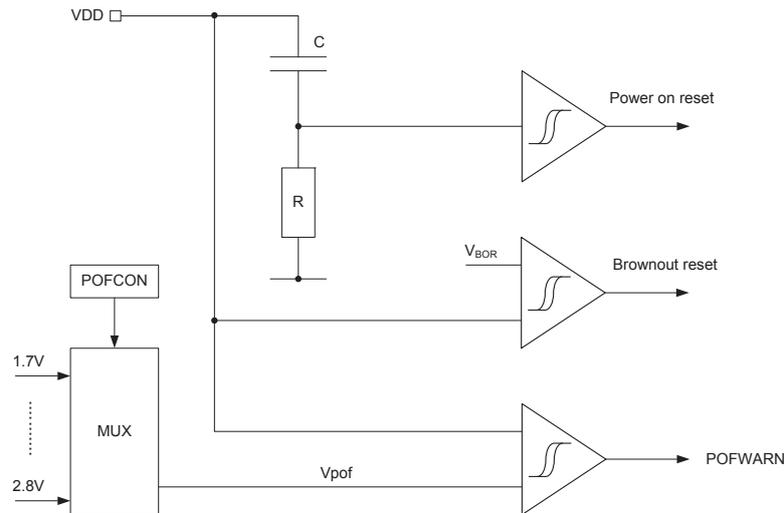 VDD
C
Power on reset
R
VBOR
Brownout reset
POFCON
1.7V
MUX
2.8V
Vpof
POFWARN